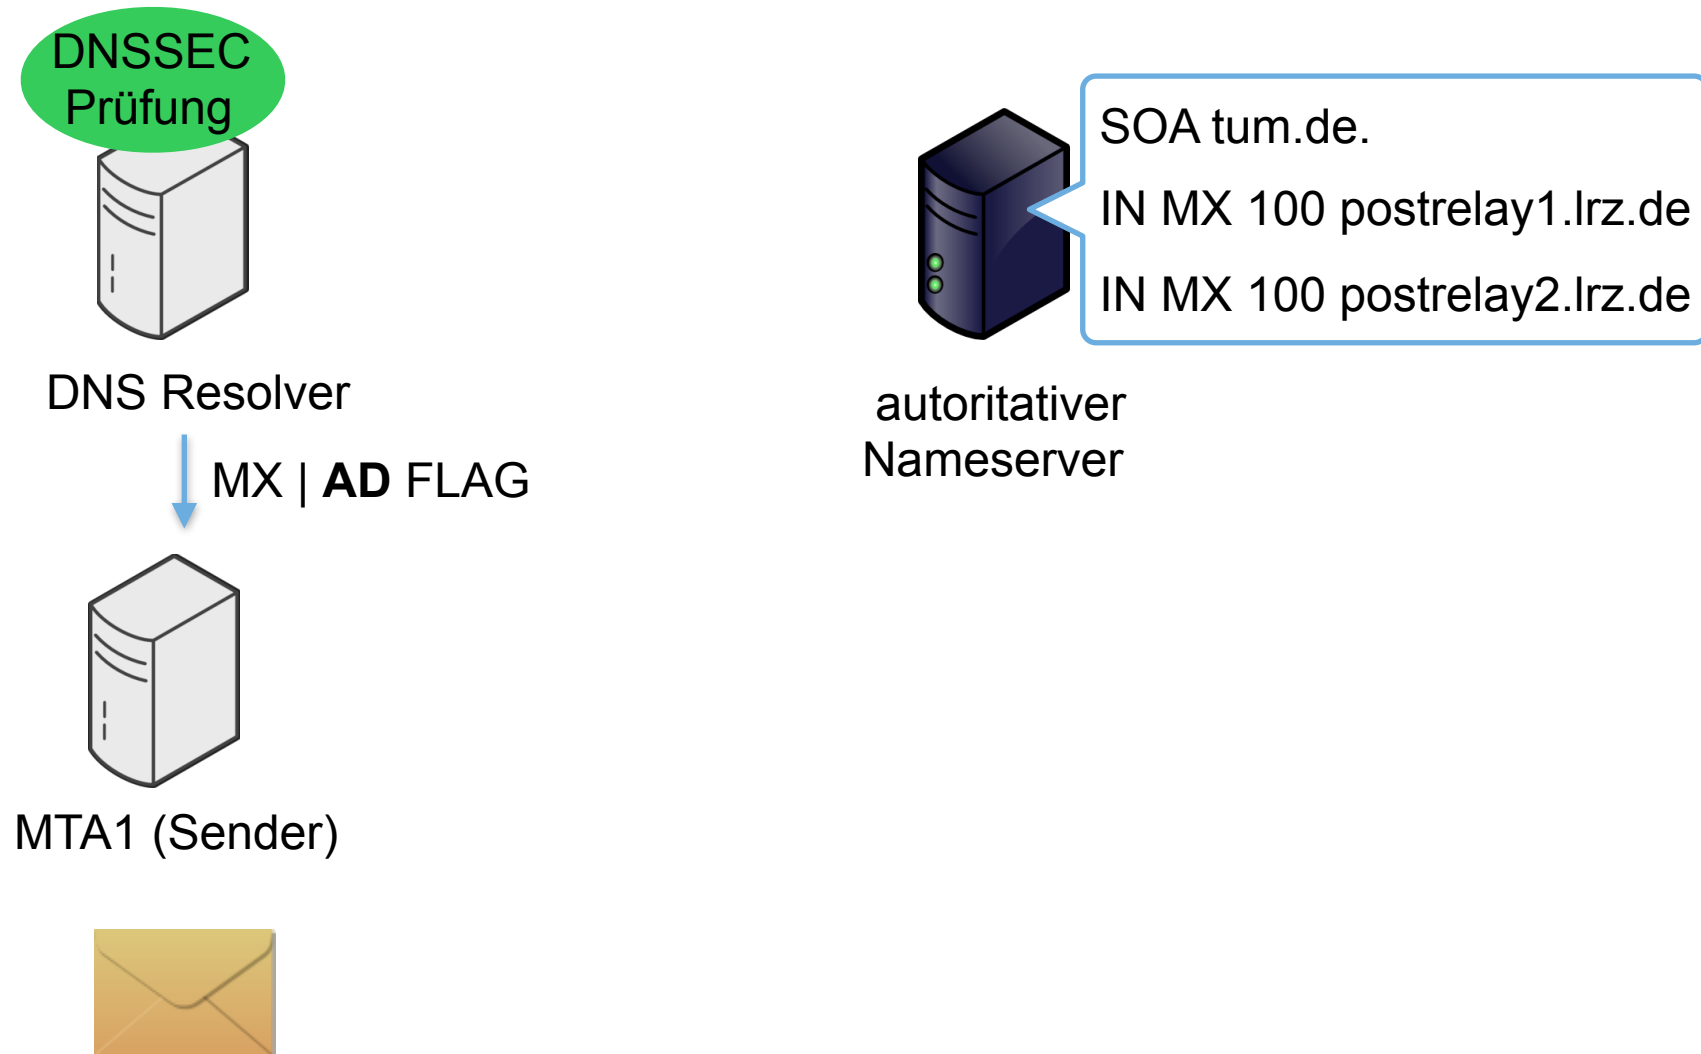 DNSSEC
Prüfung
SOA tum.de.
IN MX 100 postrelay1.lrz.de
IN MX 100 postrelay2.lrz.de
DNS Resolver
autoritativer
Nameserver
MX | AD FLAG
MTA1 (Sender)